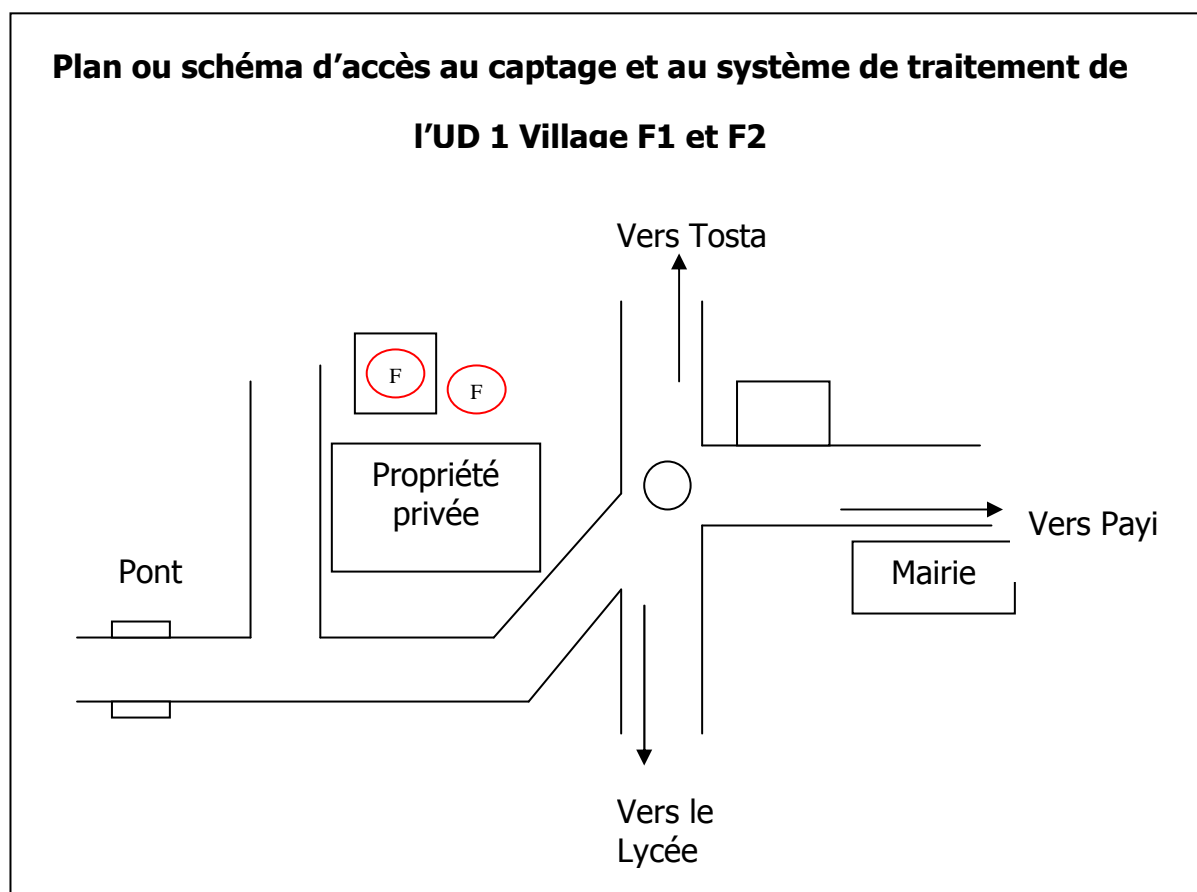 Plan ou schéma d'accès au captage et au système de traitement de
l'UD 1 Village F1 et F2
Vers Tosta
F
F
Propriété
privée
Vers Payi
Pont
Mairie
Vers le
Lycée